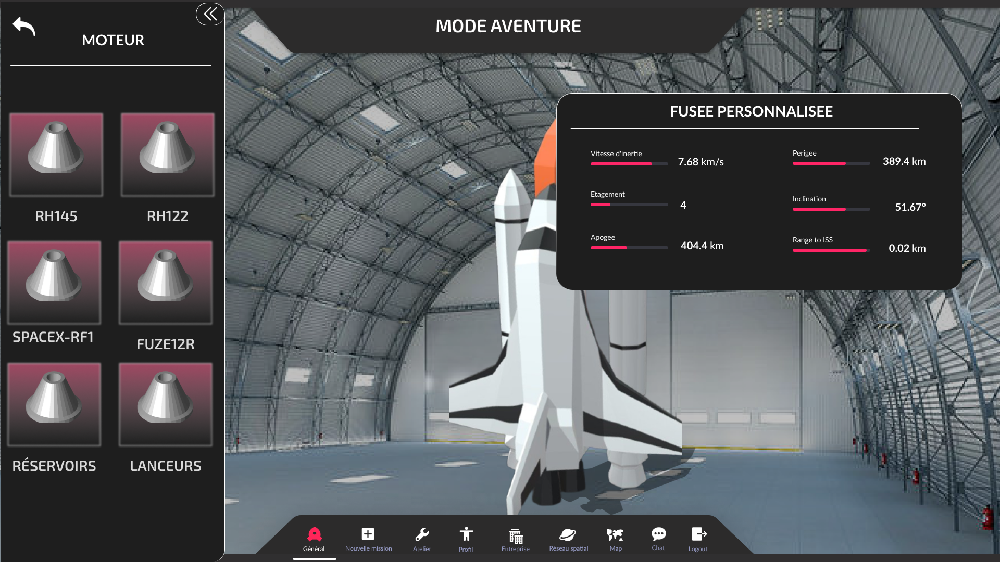 MOTEUR
RH145
RH122
SPACEX-RF1
FUZE12R
RÉSERVOIRS
LANCEURS
MODE AVENTURE
FUSEE PERSONNALISEE
Vitesse d'inertie
7.68 km/s
Perigee
389.4 km
Etagement
4
Inclination
51.67°
Apogee
404.4 km
Range to ISS
0.02 km
Général
Nouvelle mission
Atelier
Profil
Entreprise
Réseau spatial
Map
Chat
Logout